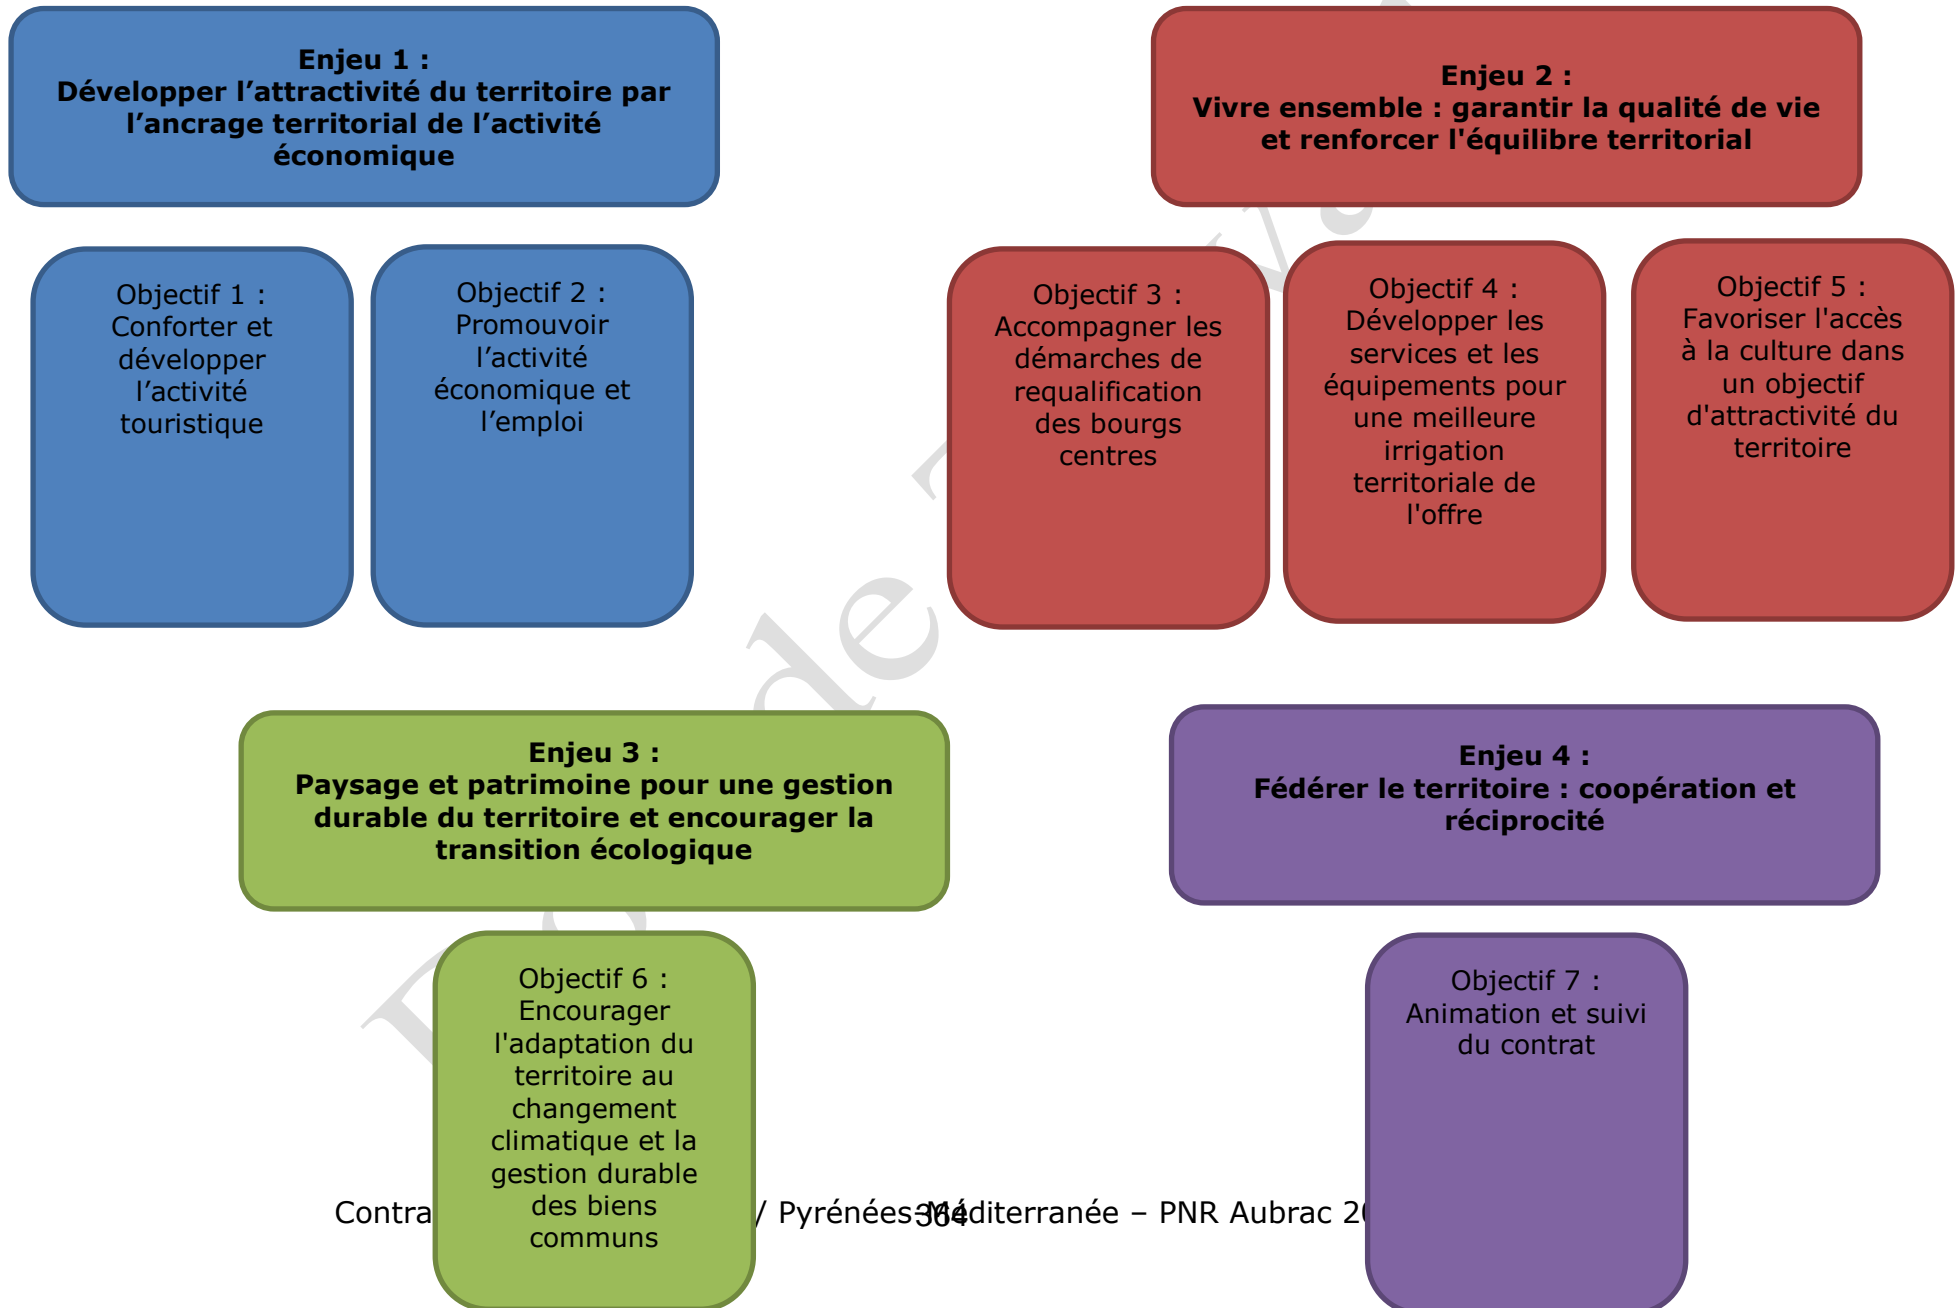 Enjeu 1 :
Développer l’attractivité du territoire par
l’ancrage territorial de l’activité
économique
Enjeu 2 :
Vivre ensemble : garantir la qualité de vie
et renforcer l'équilibre territorial
Objectif 1 :
Conforter et
développer
l’activité
touristique
Objectif 2 :
Promouvoir
l’activité
économique et
l’emploi
Objectif 3 :
Accompagner les
démarches de
requalification
des bourgs
centres
Objectif 4 :
Développer les
services et les
équipements pour
une meilleure
irrigation
territoriale de
l'offre
Objectif 5 :
Favoriser l'accès
à la culture dans
un objectif
d'attractivité du
territoire
Enjeu 3 :
Paysage et patrimoine pour une gestion
durable du territoire et encourager la
transition écologique
Enjeu 4 :
Fédérer le territoire : coopération et
réciprocité
Objectif 6 :
Encourager
l'adaptation du
territoire au
changement
climatique et la
gestion durable
des biens
communs
Objectif 7 :
Animation et suivi
du contrat
/ Pyrénées-Méditerranée – PNR Aubrac
364
de